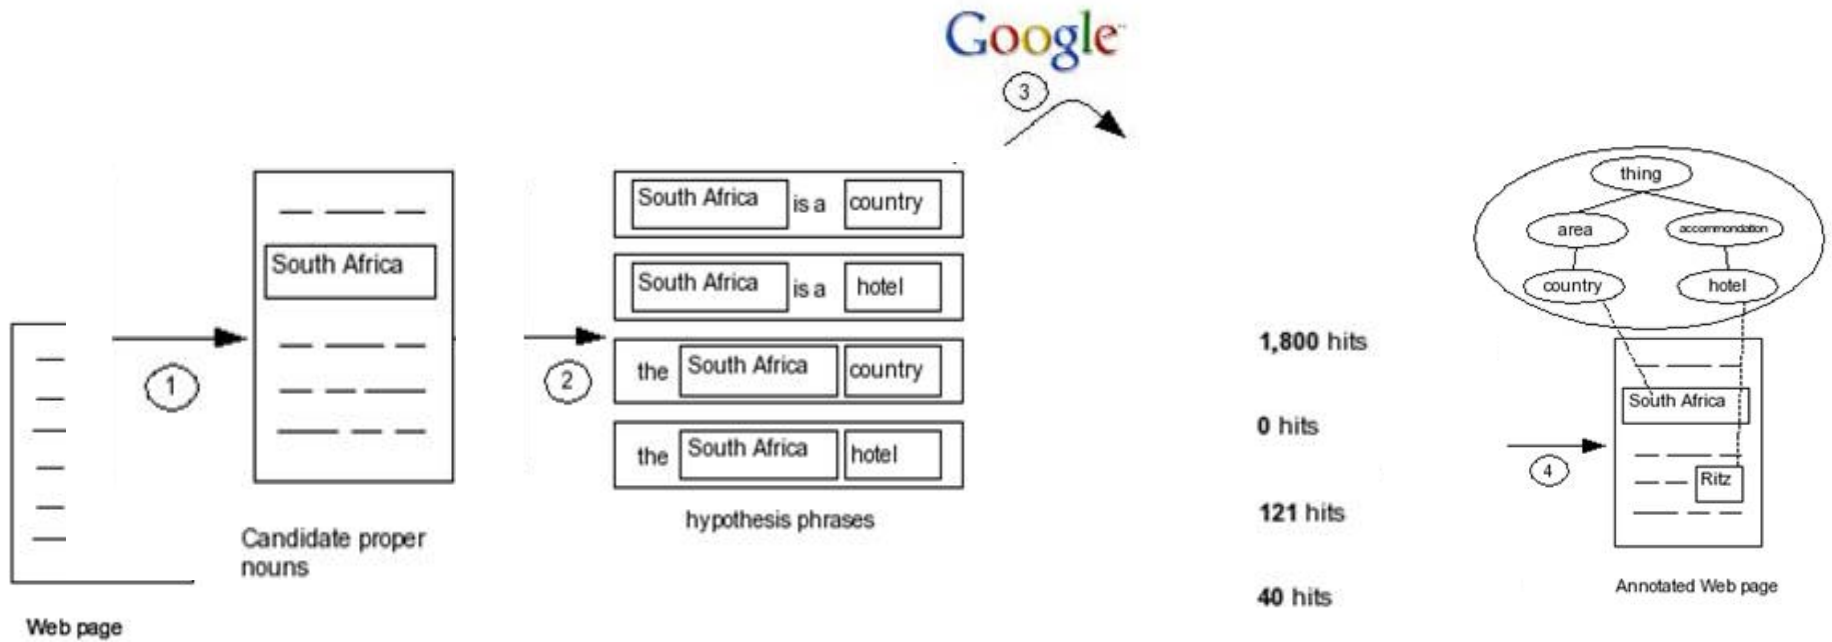 Google™
3
South Africa is a country
South Africa is a hotel
the South Africa country
the South Africa hotel
hypothesis phrases
South Africa
Candidate proper
nouns
Web page
1
2
1,800 hits
0 hits
121 hits
40 hits
4
thing
area
accommondation
country
hotel
South Africa
Ritz
Annotated Web page